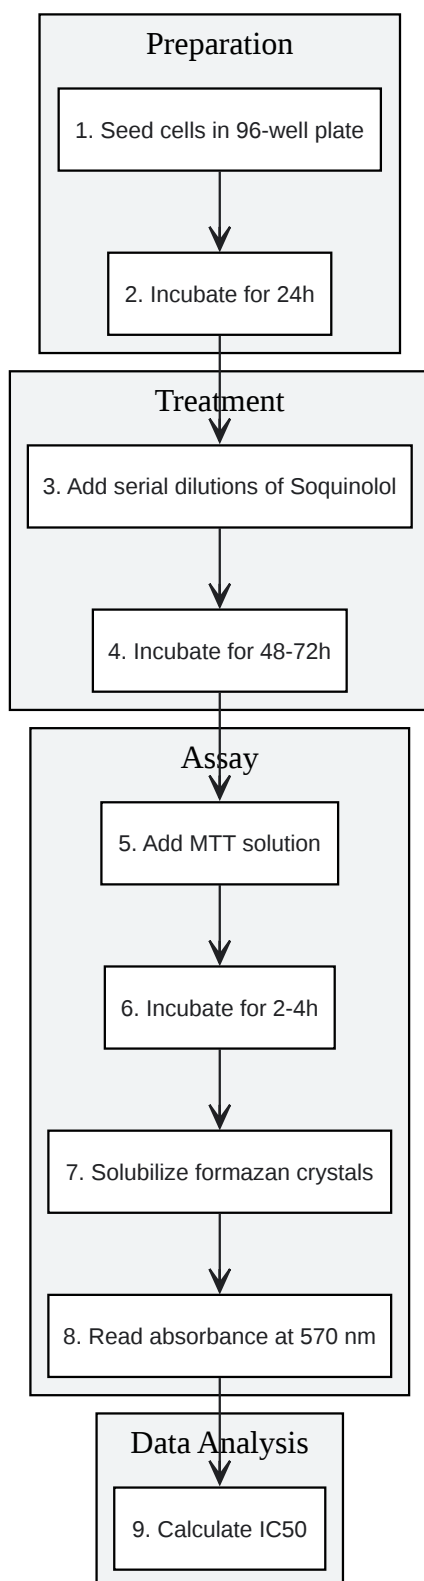 Preparation
1. Seed cells in 96-well plate
2. Incubate for 24h
Treatment
3. Add serial dilutions of Soquinolol
4. Incubate for 48-72h
Assay
5. Add MTT solution
6. Incubate for 2-4h
7. Solubilize formazan crystals
8. Read absorbance at 570 nm
Data Analysis
9. Calculate IC50